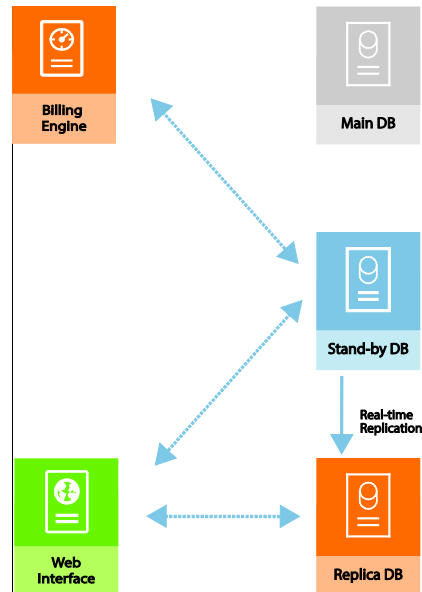 Billing
Engine
Main DB
Stand-by DB
Real-time
Replication
Web
Interface
Replica DB